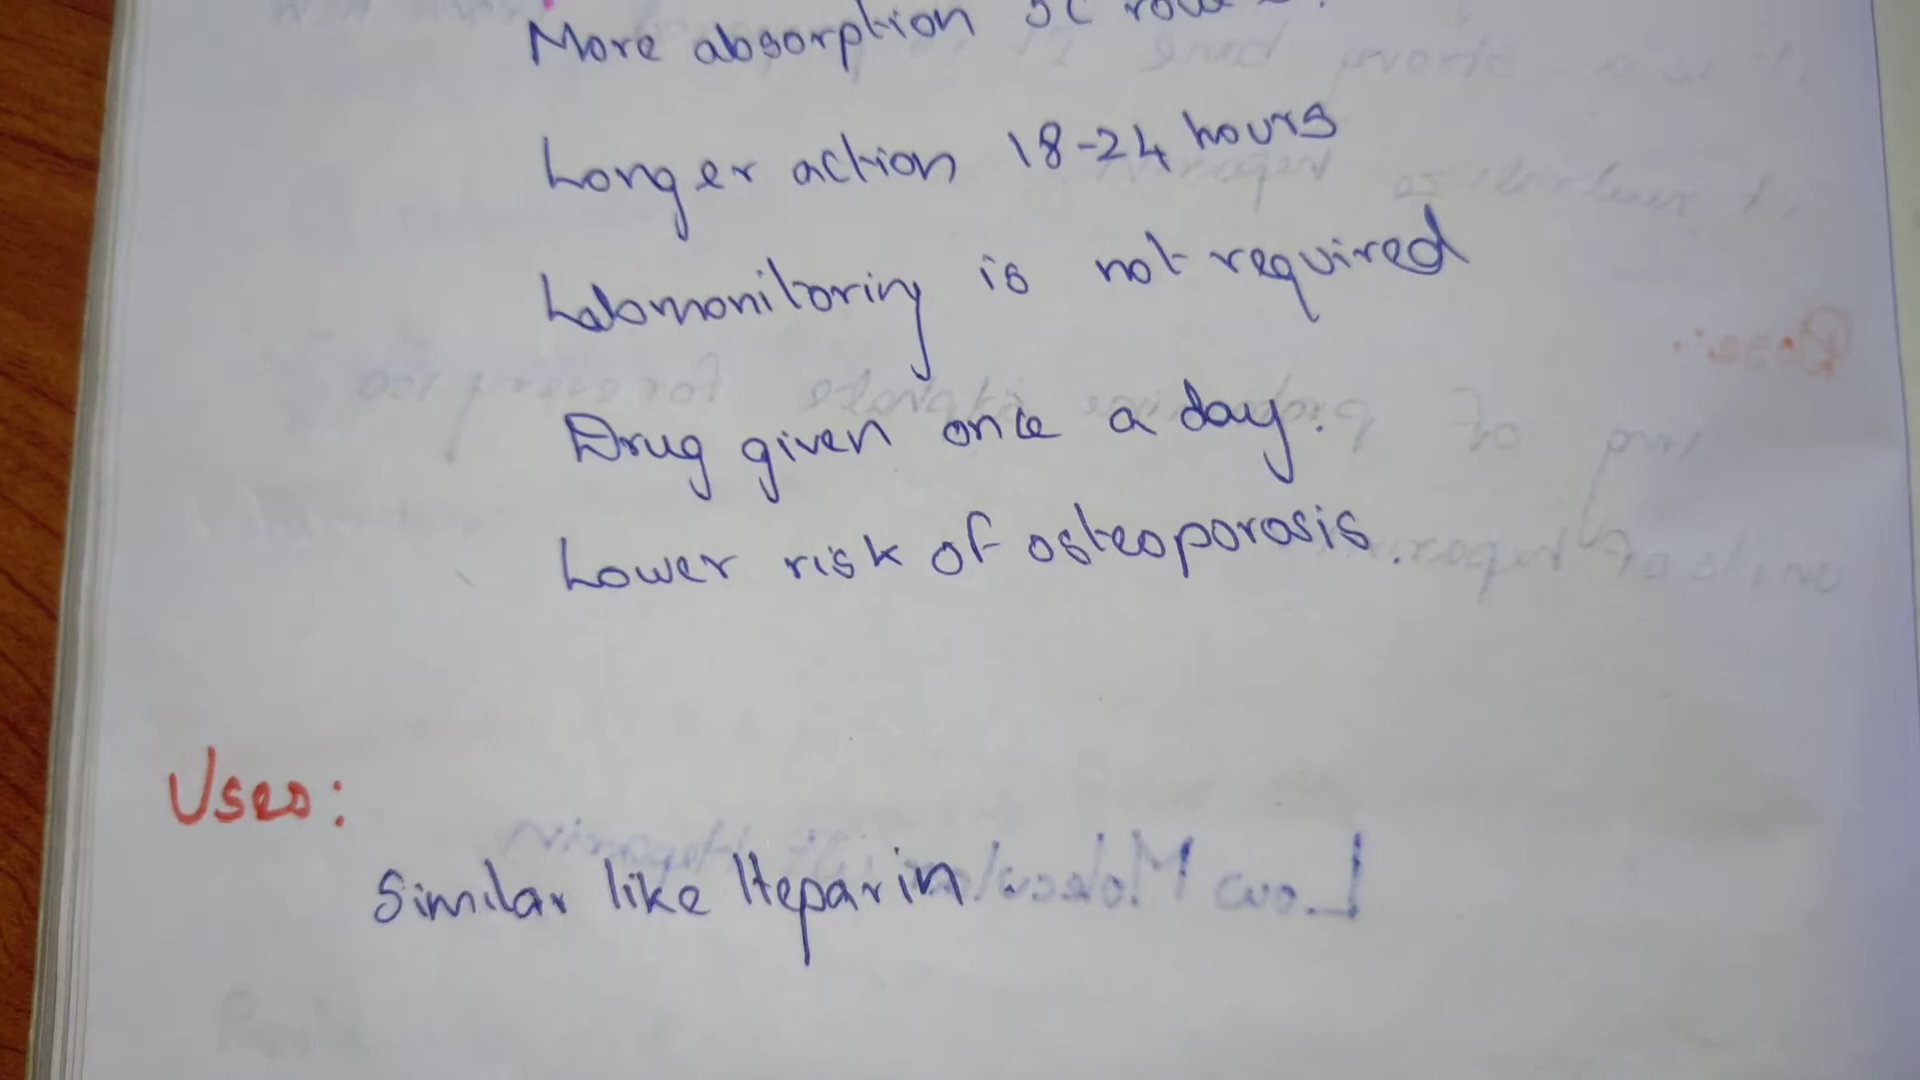 More absorption SC
Longer action 18-24 hours
Labmonitoring is not required
Drug given once a day.
Lower risk of osteoporosis.
Uses:
Similar like Heparin.